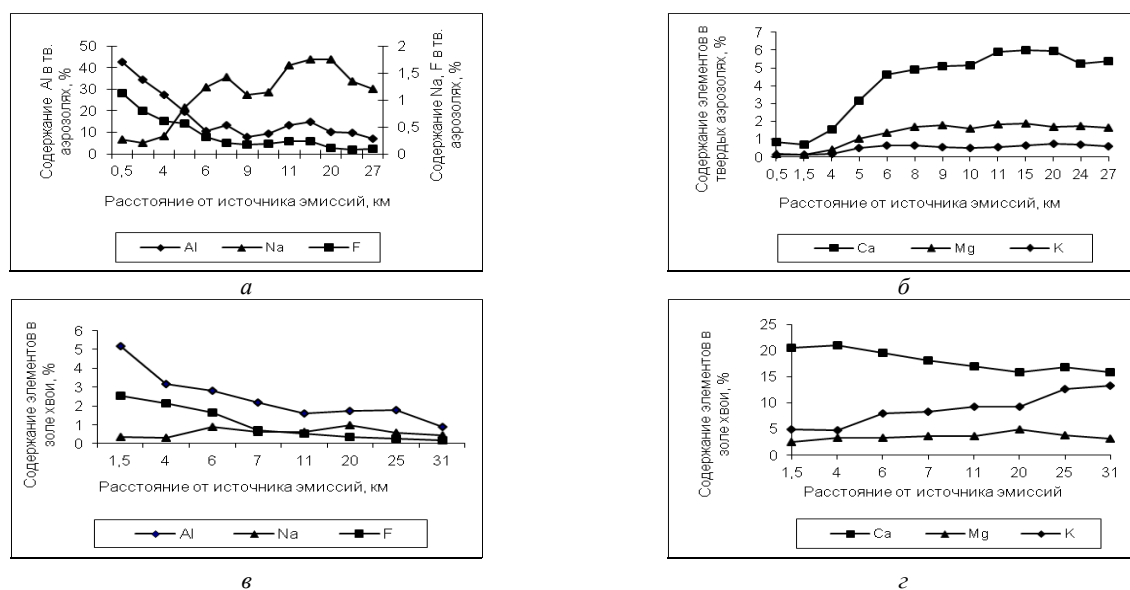 Содержание Al в тв.
аэрозолях, %
50
40
30
20
10
0
2
1,5
1
0,5
0
Содержание Na, F в тв.
аэрозолях, %
0,5 4 6 9 11 20 27
Расстояние от источника эмиссий, км
Al Na F
а
Содержание элементов в
твердых аэрозолях, %
7
6
5
4
3
2
1
0
0,5 1,5 4 5 6 8 9 10 11 15 20 24 27
Расстояние от источника эмиссий, км
Ca Mg K
б
Содержание элементов в
золе хвои, %
6
5
4
3
2
1
0
1,5 4 6 7 11 20 25 31
Расстояние от источника эмиссий, км
Al Na F
в
Содержание элементов в
золе хвои, %
25
20
15
10
5
0
1,5 4 6 7 11 20 25 31
Расстояние от источника эмиссий
Ca Mg K
г